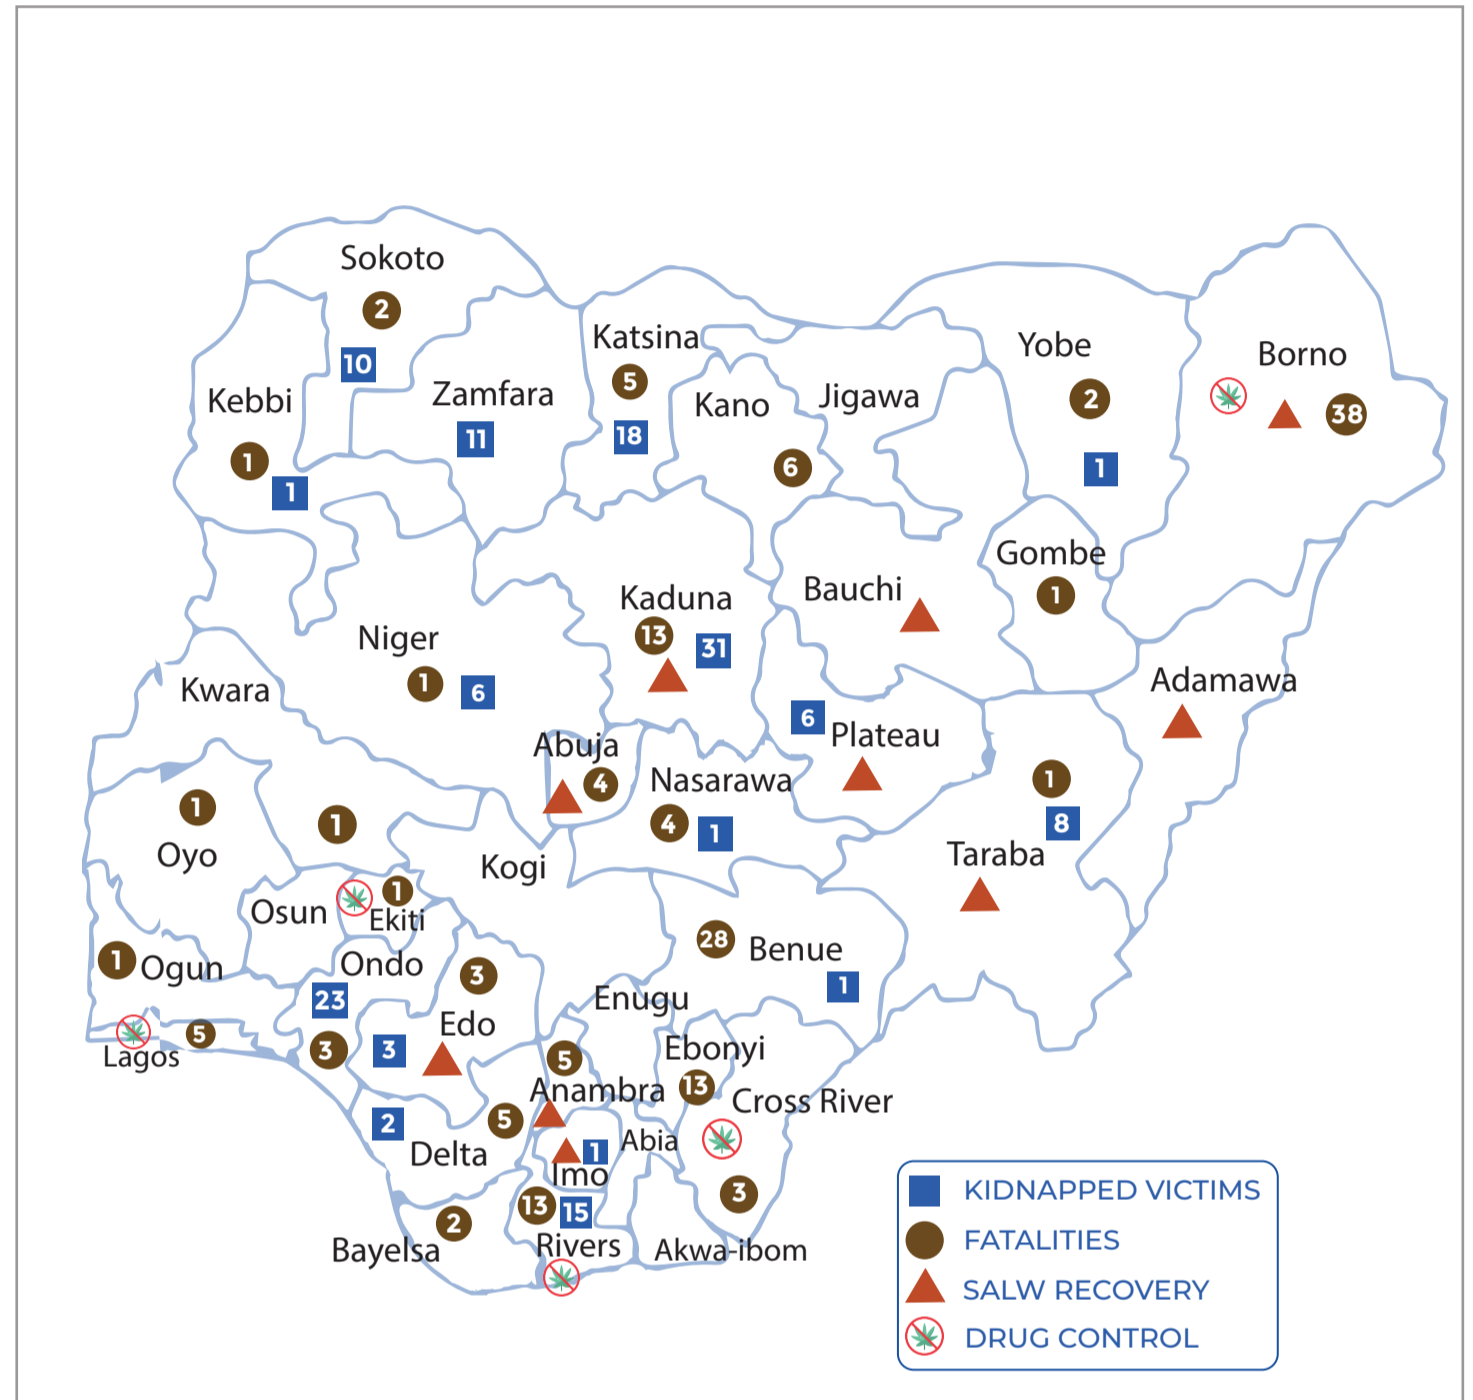 Sokoto
2
10
Katsina
5
18
Yobe
2
1
Borno
38
Kebbi
1
1
Zamfara
11
Kano
6
Jigawa
Gombe
1
Bauchi
Kaduna
13
31
Niger
1
6
Kwara
1
Adamawa
6
Plateau
Abuja
4
Nasarawa
4
1
1
8
Taraba
1
Oyo
Kogi
Osun
1
Ekiti
28
Benue
1
1
Ogun
Ondo
23
3
3
Edo
3
Enugu
Lagos
5
5
Anambra
Ebonyi
13
Cross River
3
2
5
Delta
1
Imo
Abia
2
Bayelsa
13
15
Rivers
Akwa-ibom
KIDNAPPED VICTIMS
FATALITIES
SALW RECOVERY
DRUG CONTROL